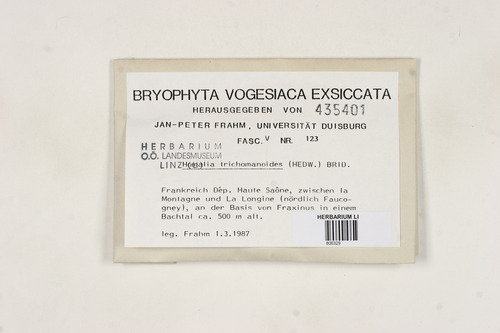 BRYOPHYTA VOGESIACA EXSICCATA
HERAUSGEGEBEN VON 435401
JAN-PETER FRAHM, UNIVERSITÄT DUISBURG
FASC. V NR. 123
HERBARIUM
O.Ö. LANDESMUSEUM
LINZ
Homalia trichomanoides (HEDW.) BRID.
Frankreich Dép. Haute Saône, zwischen la
Montagne und La Longine (nördlich Fauco-
gney), an der Basis von Fraxinus in einem
Bachtal ca. 500 m alt.
leg. Frahm 1.3.1987
HERBARIUM LI